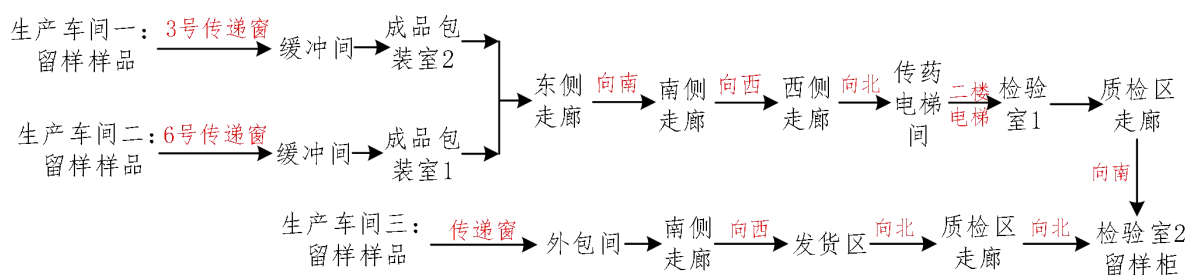 生产车间一：
留样样品
3号传递窗
缓冲间
成品包
装室2
生产车间二：
留样样品
6号传递窗
缓冲间
成品包
装室1
东侧
走廊
向南
南侧
走廊
向西
西侧
走廊
向北
传药
电梯
间
二楼
电梯
检验
室1
质检区
走廊
向南
生产车间三：
留样样品
传递窗
外包间
南侧
走廊
向西
发货区
向北
质检区
走廊
向北
检验室2
留样柜